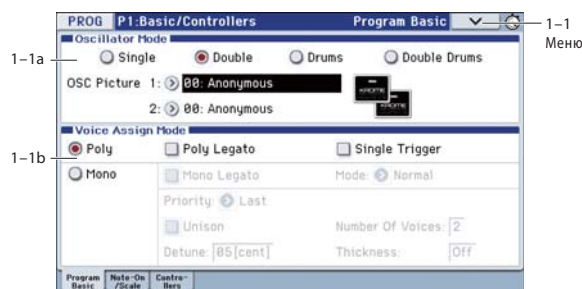 PROG P1:Basic/Controllers Program Basic
1–1
Меню
Oscillator Mode
1–1a
Single Double Drums Double Drums
OSC Picture 1: 00: Anonymous
KROME
2: 00: Anonymous
KROME
Voice Assign Mode
1–1b
Poly Poly Legato Single Trigger
Mono Mono Legato Mode: Normal
Priority: Last
Unison Number Of Voices: 2
Detune: 05[cent] Thickness: Off
Program Basic Note-On /Scale Contro- llers